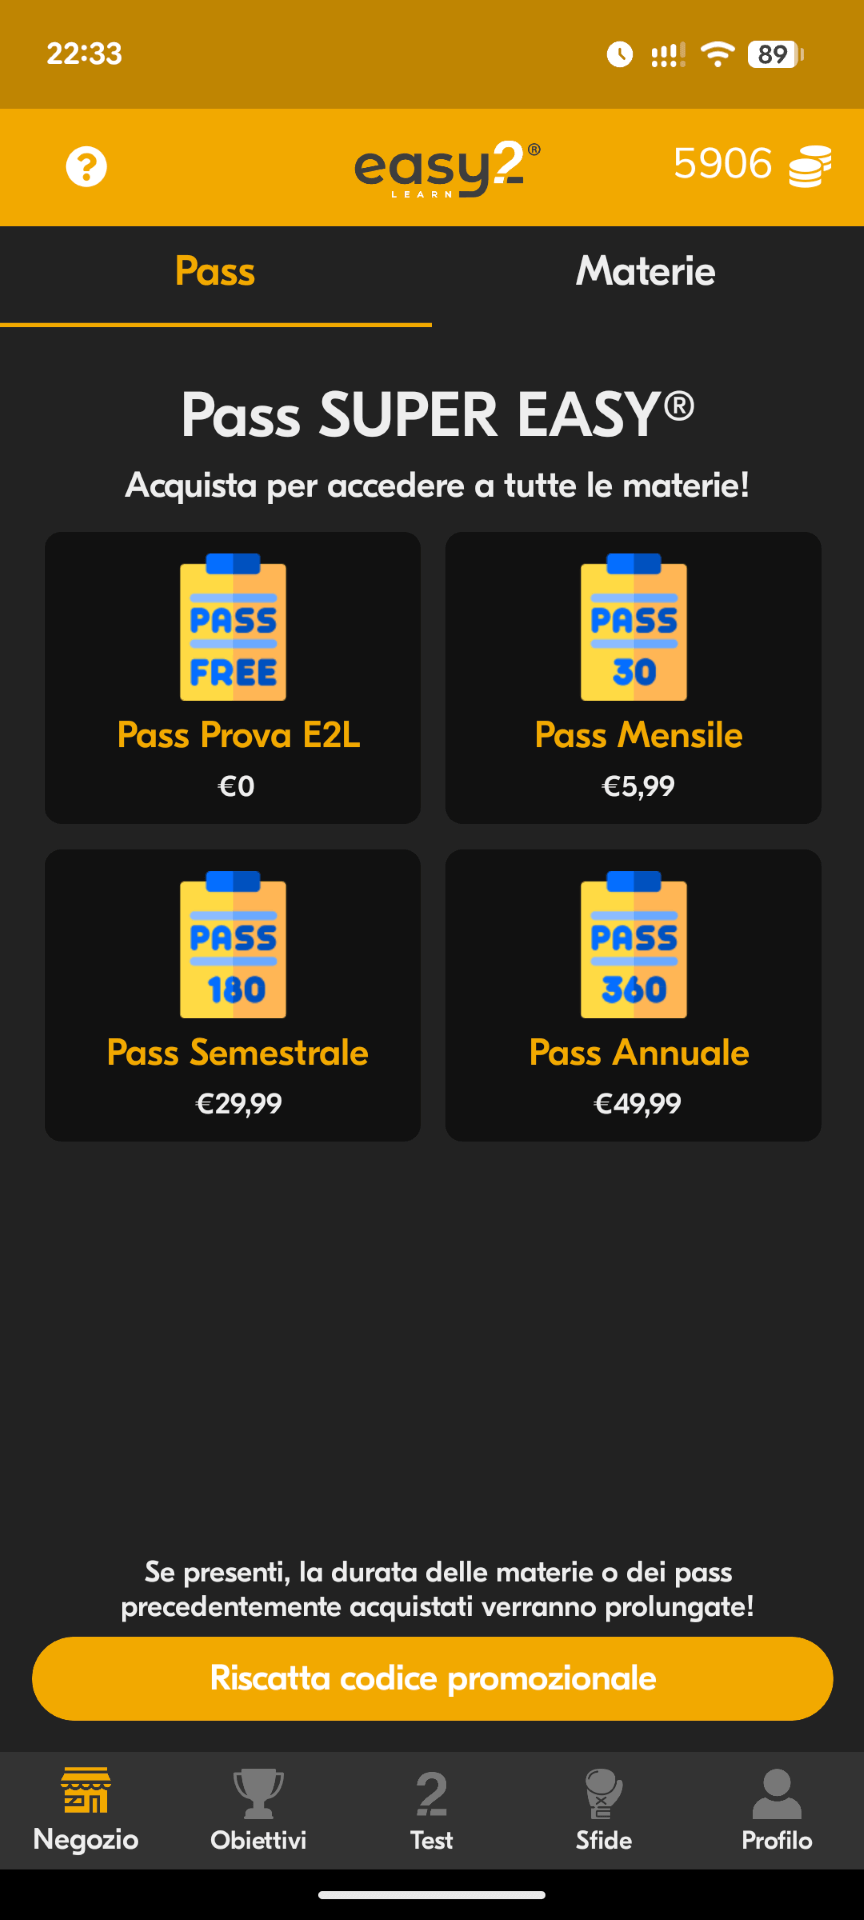 22:33
89
easy2®
LEARN
5906
Pass
Materie
Pass SUPER EASY®
Acquista per accedere a tutte le materie!
PASS
FREE
Pass Prova E2L
€0
PASS
30
Pass Mensile
€5,99
PASS
180
Pass Semestrale
€29,99
PASS
360
Pass Annuale
€49,99
Se presenti, la durata delle materie o dei pass
precedentemente acquistati verranno prolungate!
Riscatta codice promozionale
Negozio
Obiettivi
2
Test
Sfide
Profilo